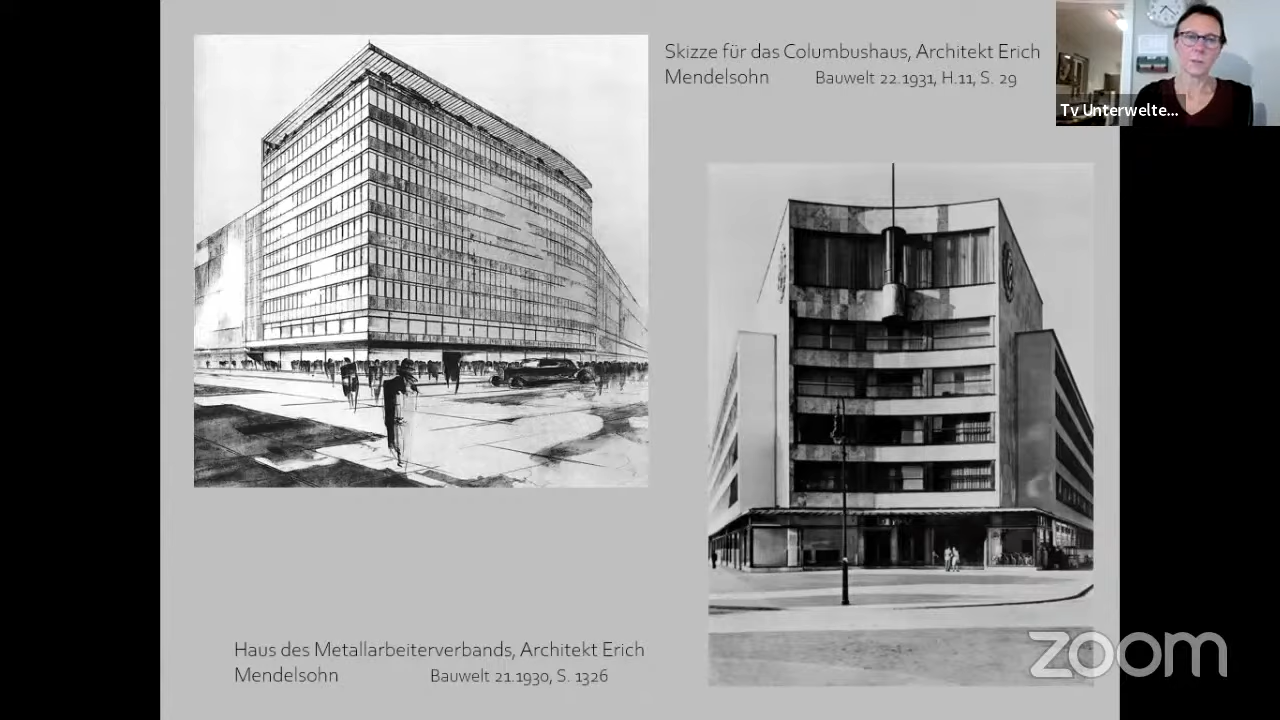 Skizze für das Columbushaus, Architekt Erich
Mendelsohn Bauwelt 22.1931, H.11, S. 29
Tv Unterwelte...
Haus des Metallarbeiterverbands, Architekt Erich
Mendelsohn Bauwelt 21.1930, S. 1326
zoom